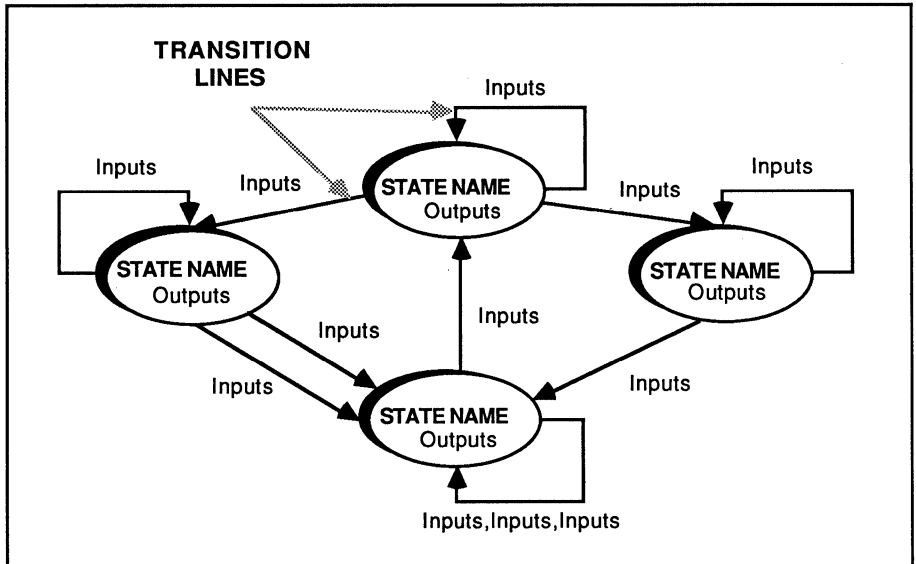 TRANSITION
LINES
Inputs
Inputs
Inputs
Inputs
Inputs
STATE NAME
Outputs
STATE NAME
Outputs
STATE NAME
Outputs
Inputs
Inputs
Inputs
Inputs
STATE NAME
Outputs
Inputs,Inputs,Inputs